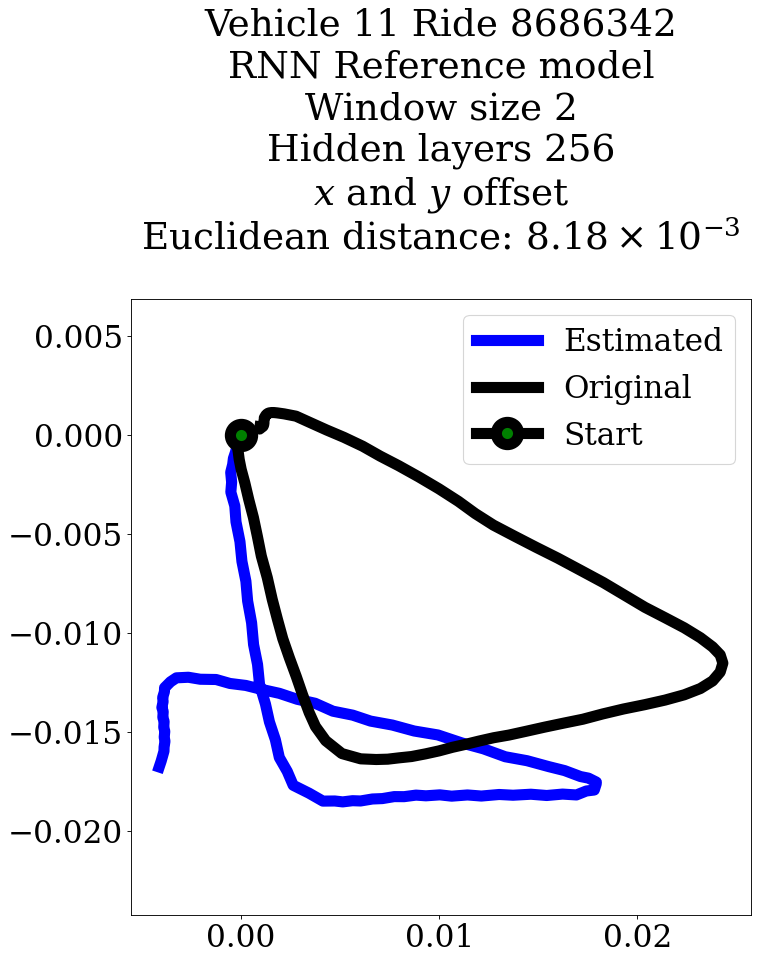 Vehicle 11 Ride 8686342
RNN Reference model
Window size 2
Hidden layers 256
x and y offset
Euclidean distance: 8.18 × 10⁻³
Estimated
Original
Start
0.005
0.000
−0.005
−0.010
−0.015
−0.020
0.00 0.01 0.02